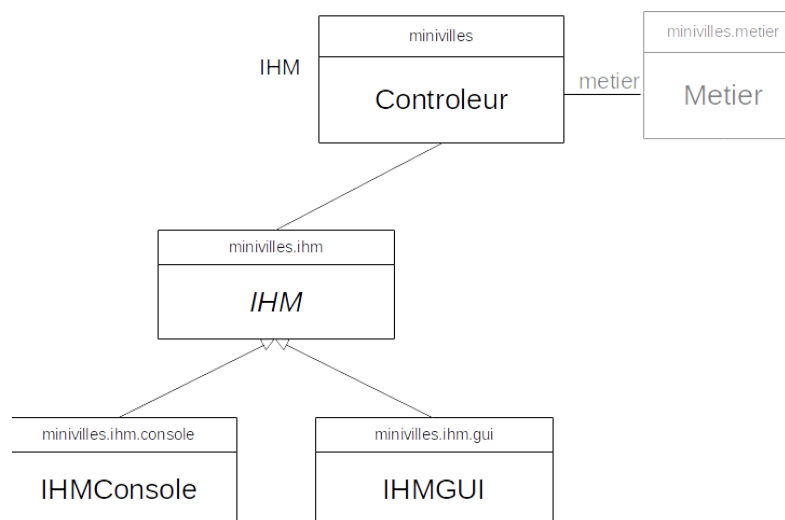 minivilles
IHM
Controleur
metier
minivilles.metier
Metier
minivilles.ihm
IHM
minivilles.ihm.console
IHMConsole
minivilles.ihm.gui
IHMGUI